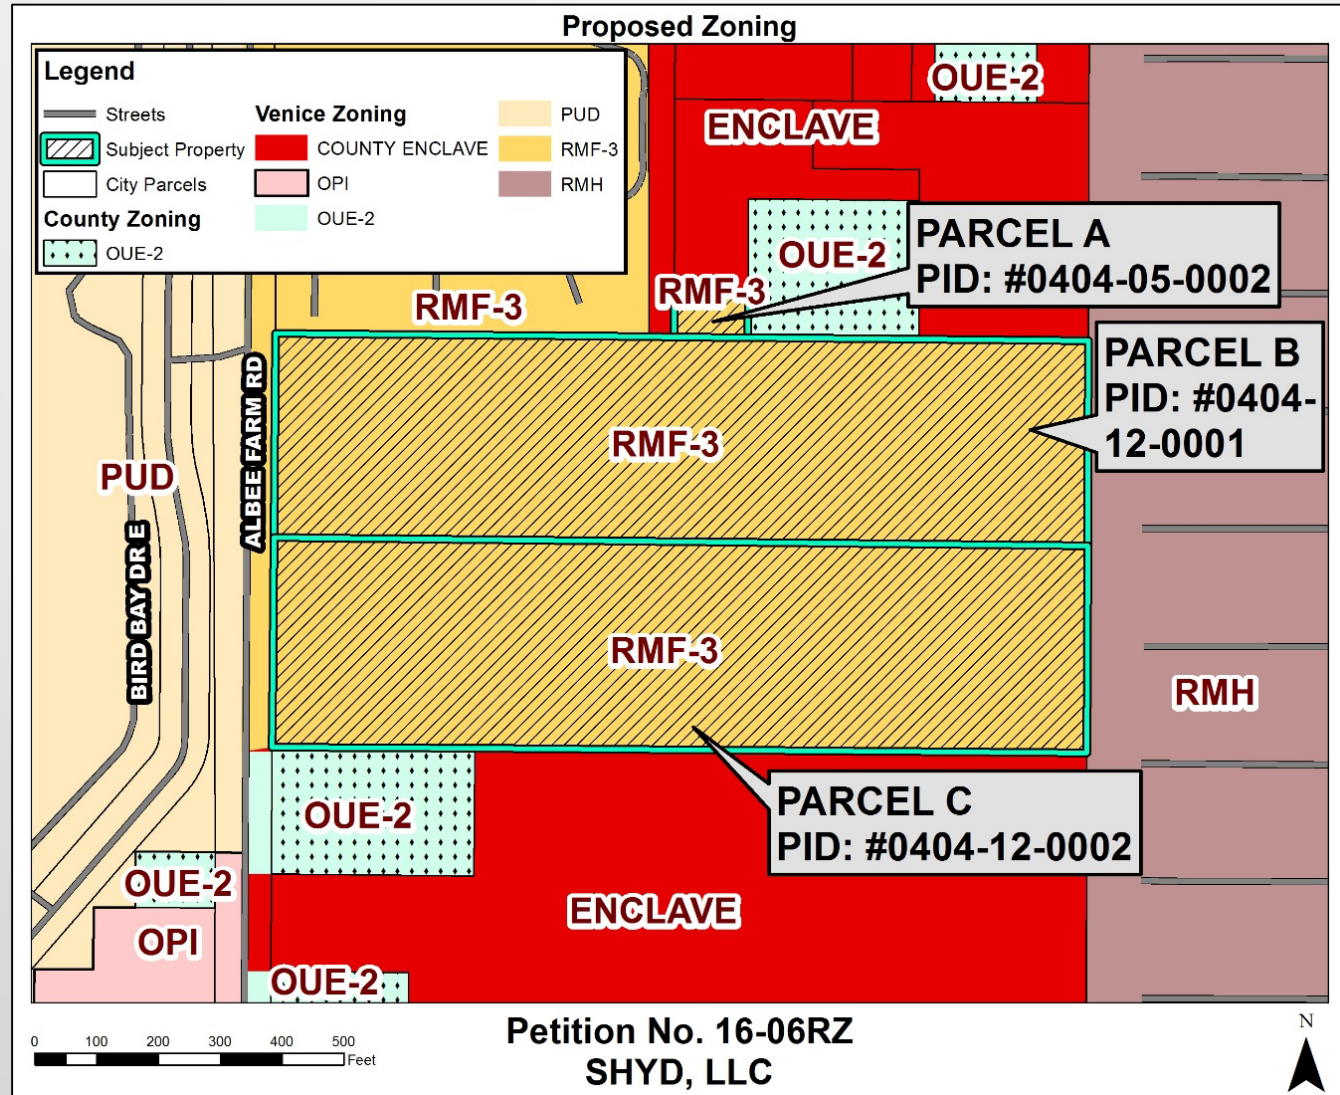 Proposed Zoning
Legend
Streets
Subject Property
City Parcels
County Zoning
OUE-2
Venice Zoning
COUNTY ENCLAVE
OPI
OUE-2
PUD
RMF-3
RMH
OUE-2
ENCLAVE
OUE-2
PARCEL A
PID: #0404-05-0002
RMF-3
RMF-3
PARCEL B
PID: #0404-
12-0001
ALBEE FARM RD
RMF-3
PUD
BIRD BAY DR E
RMF-3
RMH
PARCEL C
PID: #0404-12-0002
OUE-2
OUE-2
ENCLAVE
OPI
OUE-2
0 100 200 300 400 500
Feet
Petition No. 16-06RZ
SHYD, LLC
N